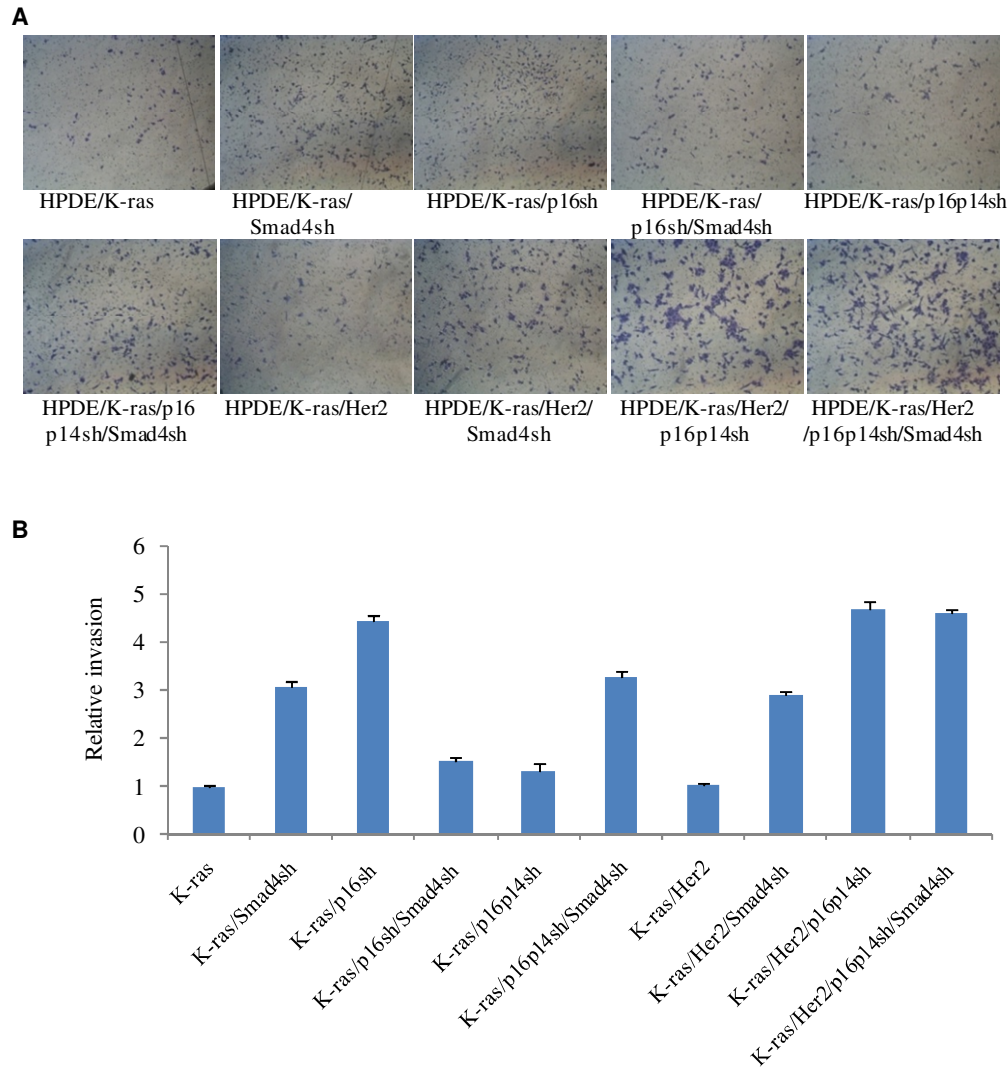 A
HPDE/K-ras
HPDE/K-ras/
Smad4sh
HPDE/K-ras/p16sh
HPDE/K-ras/
p16sh/Smad4sh
HPDE/K-ras/p16p14sh
HPDE/K-ras/p16
p14sh/Smad4sh
HPDE/K-ras/Her2
HPDE/K-ras/Her2/
Smad4sh
HPDE/K-ras/Her2/
p16p14sh
HPDE/K-ras/Her2
/p16p14sh/Smad4sh
B
Relative invasion
6
5
4
3
2
1
0
K-ras
K-ras/Smad4sh
K-ras/p16sh
K-ras/p16sh/Smad4sh
K-ras/p16p14sh
K-ras/p16p14sh/Smad4sh
K-ras/Her2
K-ras/Her2/Smad4sh
K-ras/Her2/p16p14sh
K-ras/Her2/p16p14sh/Smad4sh